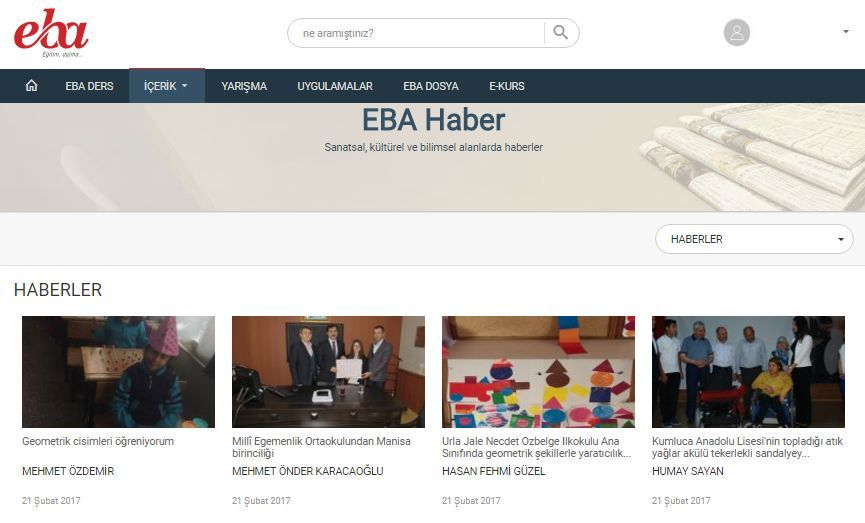 eba
Eğitim, daima...
ne aramıştınız?
EBA DERS
İÇERİK
YARIŞMA
UYGULAMALAR
EBA DOSYA
E-KURS
EBA Haber
Sanatsal, kültürel ve bilimsel alanlarda haberler
HABERLER
HABERLER
Geometrik cisimleri öğreniyorum
MEHMET ÖZDEMİR
21 Şubat 2017
Millî Egemenlik Ortaokulundan Manisa
birinciliği
MEHMET ÖNDER KARACAOĞLU
21 Şubat 2017
Urla Jale Necdet Özbelge Ilkokulu Ana
Sınıfında geometrik şekillerle yaratıcılık...
HASAN FEHMİ GÜZEL
21 Şubat 2017
Kumluca Anadolu Lisesi'nin topladığı atık
yağlar akülü tekerlekli sandalyey...
HUMAY SAYAN
21 Şubat 2017